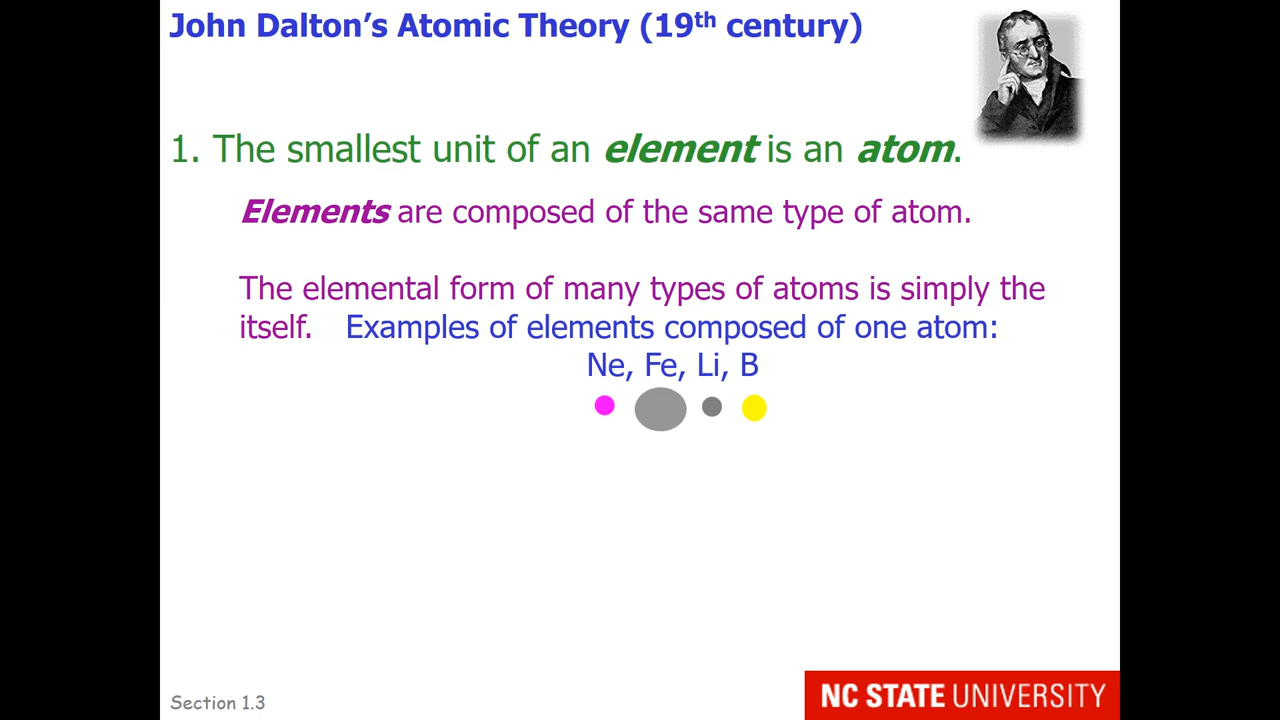 John Dalton's Atomic Theory (19th century)
1. The smallest unit of an element is an atom.
Elements are composed of the same type of atom.
The elemental form of many types of atoms is simply the
itself. Examples of elements composed of one atom:
Ne, Fe, Li, B
Section 1.3
NC STATE UNIVERSITY